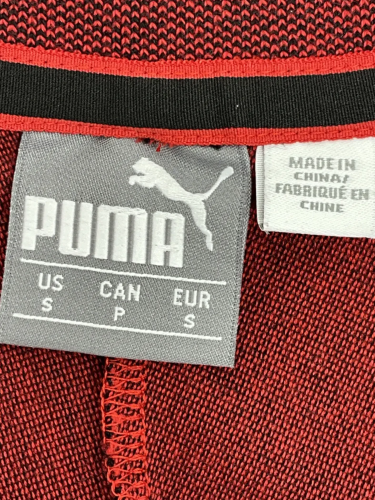 PUMA
US CAN EUR
S P S
MADE IN
CHINA/
FABRIQUÉ EN
CHINE